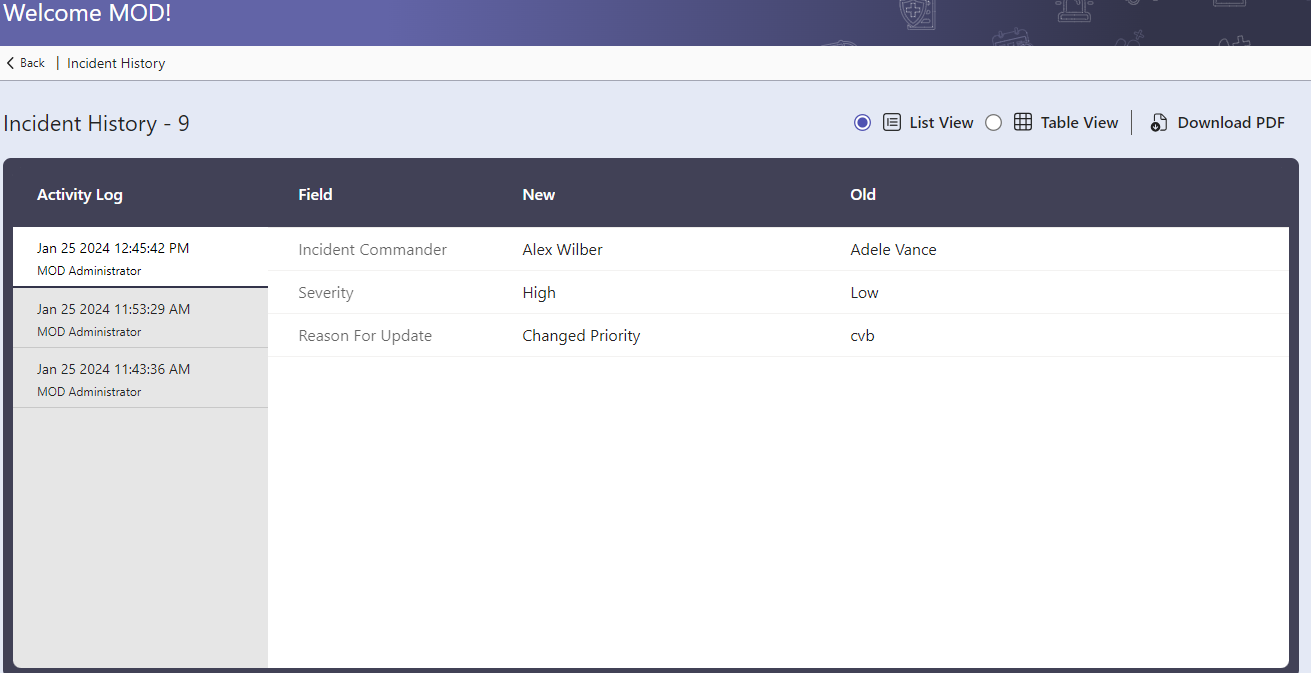 Welcome MOD!
Back | Incident History
Incident History - 9
List View Table View Download PDF
Activity Log Field New Old
Jan 25 2024 12:45:42 PM
MOD Administrator
Jan 25 2024 11:53:29 AM
MOD Administrator
Jan 25 2024 11:43:36 AM
MOD Administrator
Incident Commander Alex Wilber Adele Vance
Severity High Low
Reason For Update Changed Priority cvb